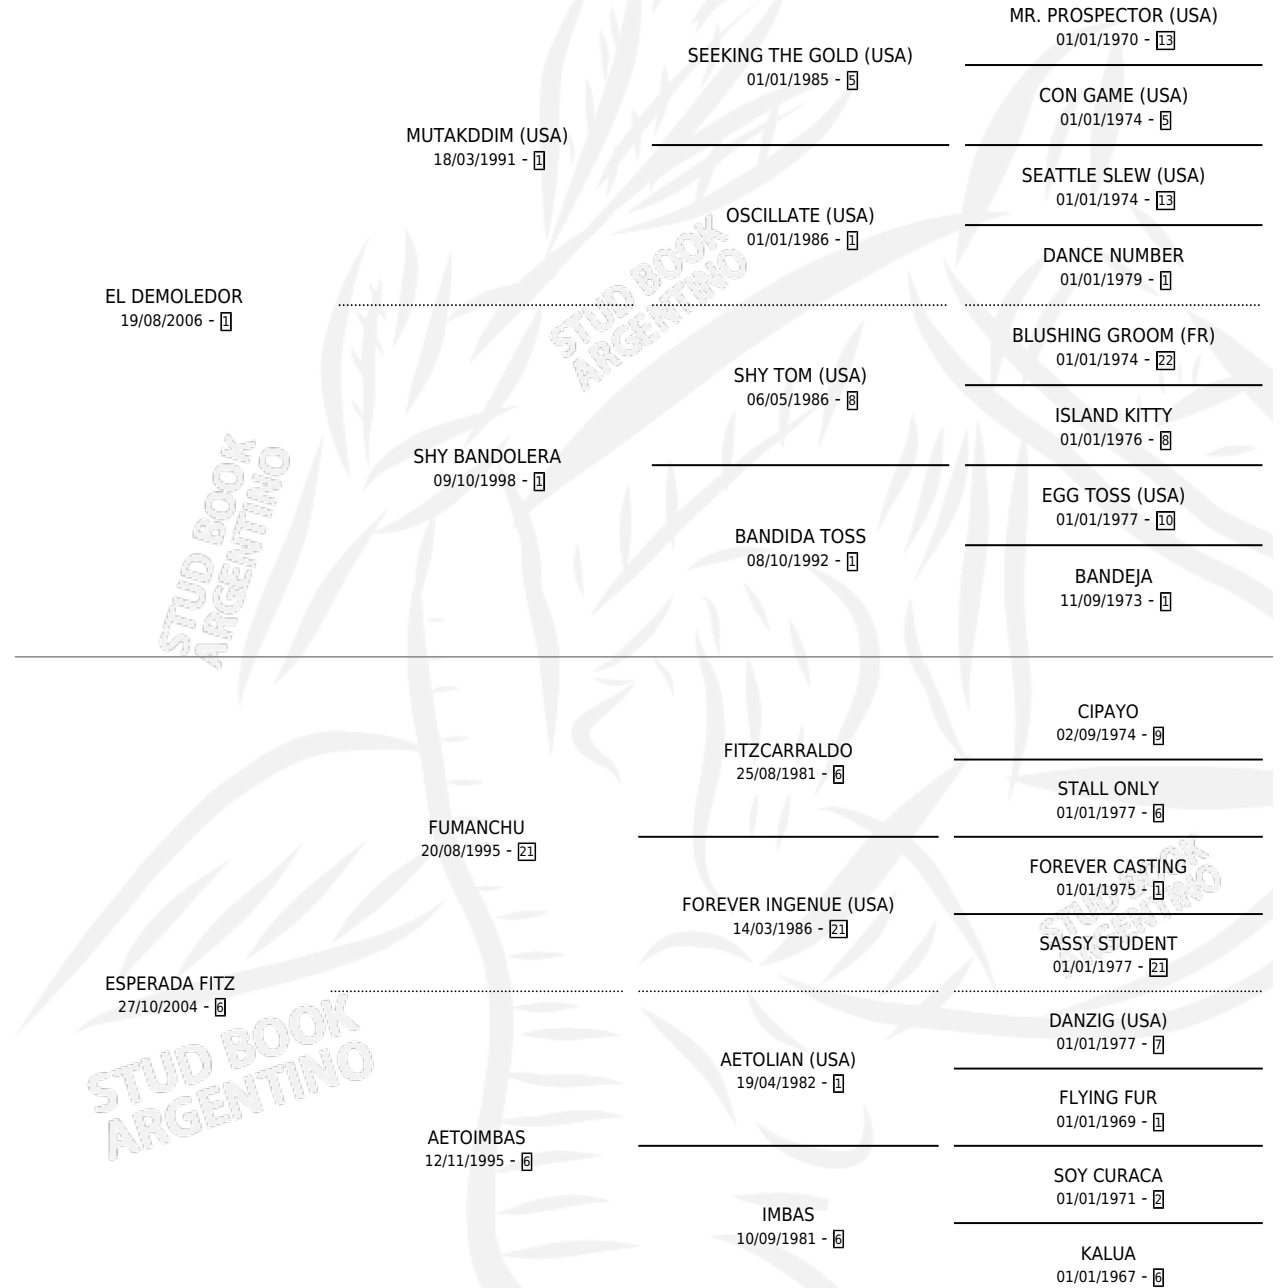 MR. PROSPECTOR (USA)
01/01/1970 - 13
SEEKING THE GOLD (USA)
01/01/1985 - 5
CON GAME (USA)
01/01/1974 - 5
MUTAKDDIM (USA)
18/03/1991 - 1
SEATTLE SLEW (USA)
01/01/1974 - 13
OSCILLATE (USA)
01/01/1986 - 1
DANCE NUMBER
01/01/1979 - 1
EL DEMOLEDOR
19/08/2006 - 1
BLUSHING GROOM (FR)
01/01/1974 - 22
SHY TOM (USA)
06/05/1986 - 8
ISLAND KITTY
01/01/1976 - 8
SHY BANDOLERA
09/10/1998 - 1
EGG TOSS (USA)
01/01/1977 - 10
BANDIDA TOSS
08/10/1992 - 1
BANDEJA
11/09/1973 - 1
CIPAYO
02/09/1974 - 9
FITZCARRALDO
25/08/1981 - 6
STALL ONLY
01/01/1977 - 6
FUMANCHU
20/08/1995 - 21
FOREVER CASTING
01/01/1975 - 1
FOREVER INGENUE (USA)
14/03/1986 - 21
SASSY STUDENT
01/01/1977 - 21
ESPERADA FITZ
27/10/2004 - 6
DANZIG (USA)
01/01/1977 - 7
AETOLIAN (USA)
19/04/1982 - 1
FLYING FUR
01/01/1969 - 1
AETOIMBAS
12/11/1995 - 6
SOY CURACA
01/01/1971 - 2
IMBAS
10/09/1981 - 6
KALUA
01/01/1967 - 6
STUD BOOK
ARGENTINO
STUD BOOK
ARGENTINO
STUD BOOK
ARGENTINO
STUD BOOK
ARGENTINO